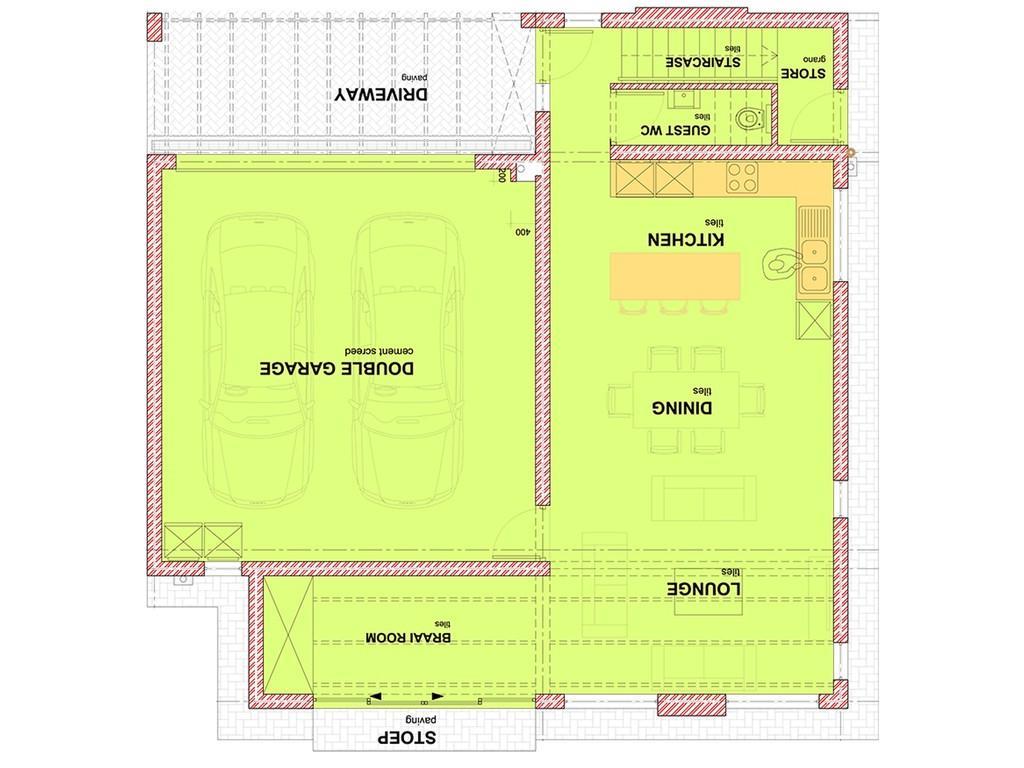 STOEP
paving
BRAAI ROOM
tiles
LOUNGE
tiles
DINING
tiles
DOUBLE GARAGE
cement screed
KITCHEN
tiles
400
200
GUEST WC
tiles
DRIVEWAY
paving
STORE
grano
STAIRCASE
tiles